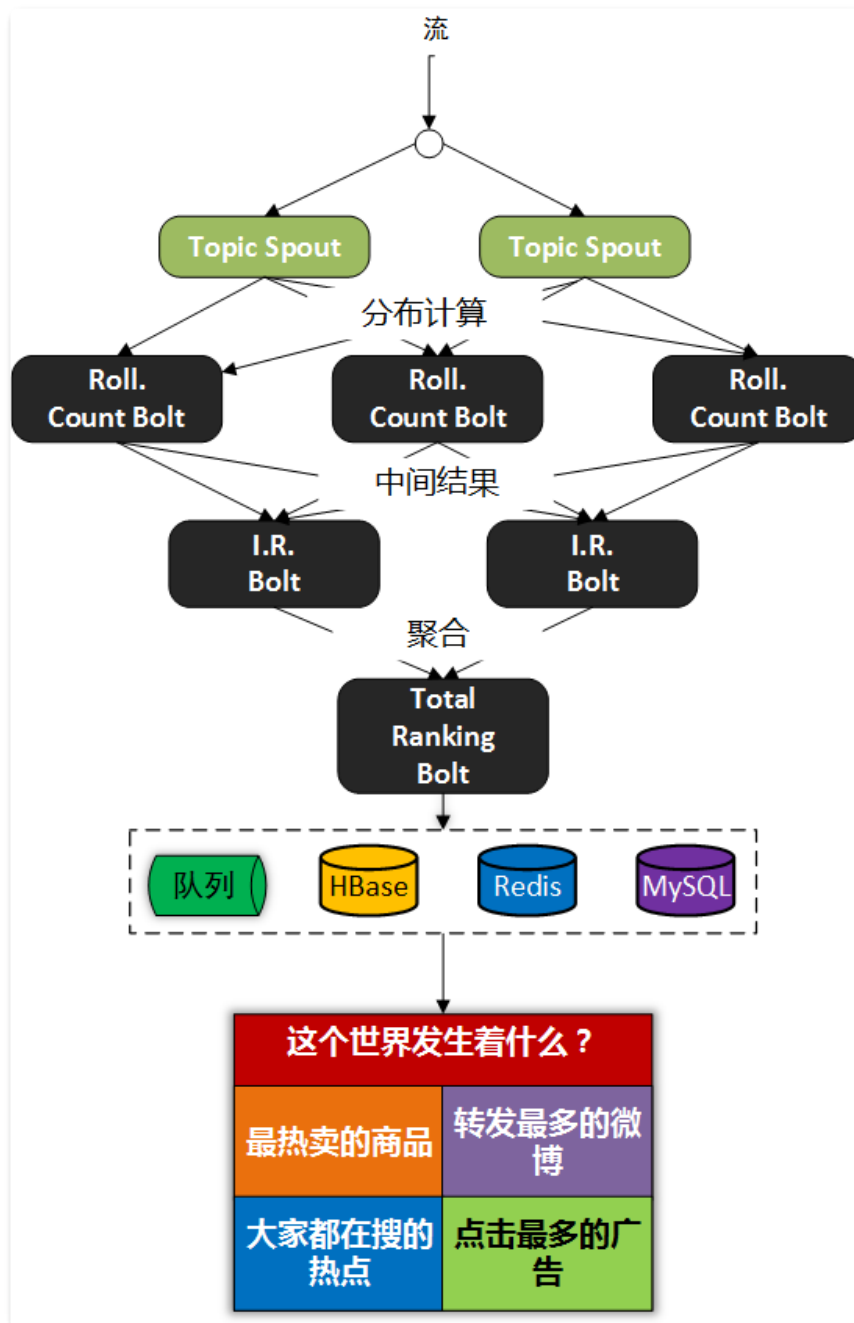 流
Topic Spout
Topic Spout
分布计算
Roll.
Count Bolt
Roll.
Count Bolt
Roll.
Count Bolt
中间结果
I.R.
Bolt
I.R.
Bolt
聚合
Total
Ranking
Bolt
队列
HBase
Redis
MySQL
这个世界发生着什么？
最热卖的商品
转发最多的微
博
大家都在搜的
热点
点击最多的广
告